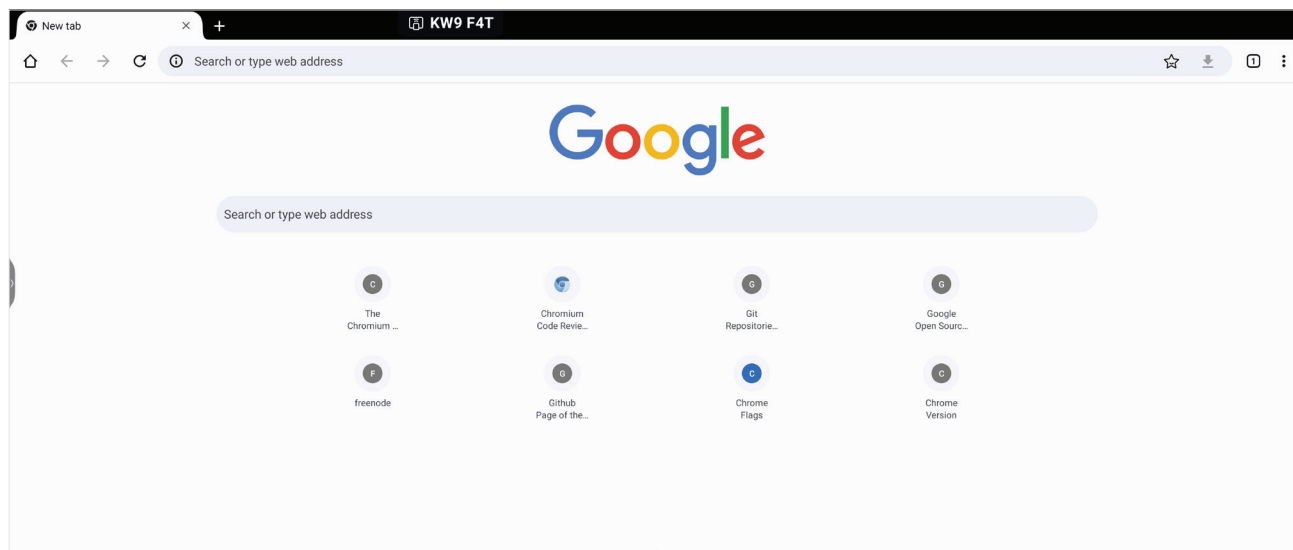 New tab
KW9 F4T
Search or type web address
1
Google
Search or type web address
C
G
G
The
Chromium ...
Chromium
Code Revie...
Git
Repositorie...
Google
Open Sourc...
F
G
C
C
freenode
Github
Page of the...
Chrome
Flags
Chrome
Version